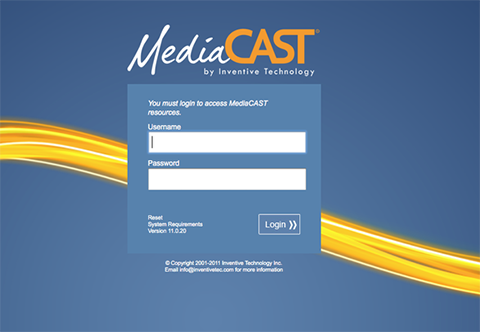 MediaCAST®
by Inventive Technology
You must login to access MediaCAST
resources.
Username
Password
Reset
System Requirements
Version 11.0.20
Login ⟩⟩
© Copyright 2001-2011 Inventive Technology Inc.
Email info@inventivetec.com for more information